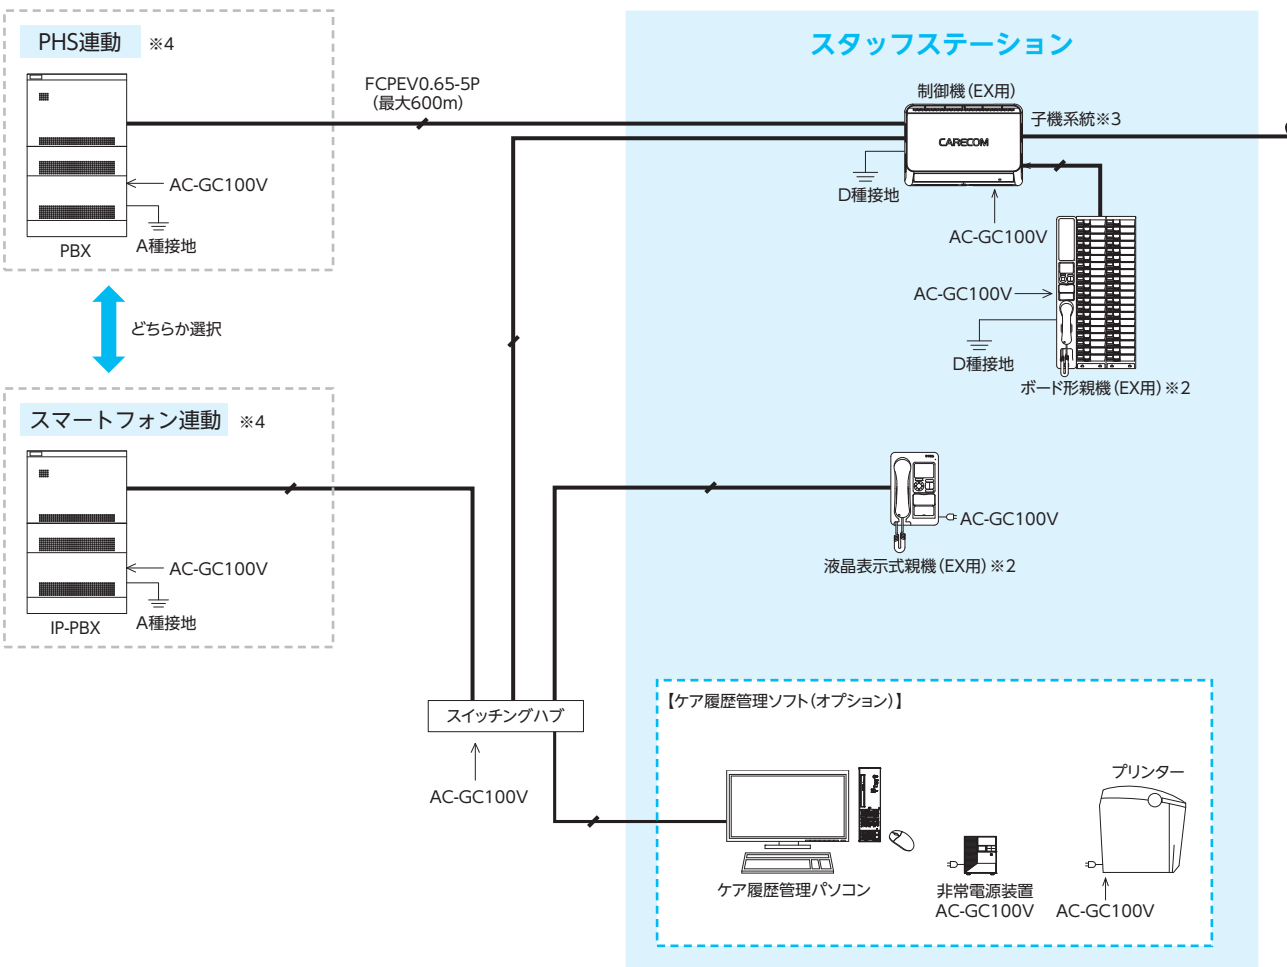 PHS連動 ※4
FCPEV0.65-5P
(最大600m)
AC-GC100V
A種接地
PBX
どちらか選択
スマートフォン連動 ※4
AC-GC100V
A種接地
IP-PBX
スイッチングハブ
AC-GC100V
スタッフステーション
制御機(EX用)
子機系統※3
CARECOM
D種接地
AC-GC100V
AC-GC100V
D種接地
ボード形親機(EX用)※2
AC-GC100V
液晶表示式親機(EX用)※2
【ケア履歴管理ソフト(オプション)】
プリンター
ケア履歴管理パソコン
非常電源装置
AC-GC100V
AC-GC100V